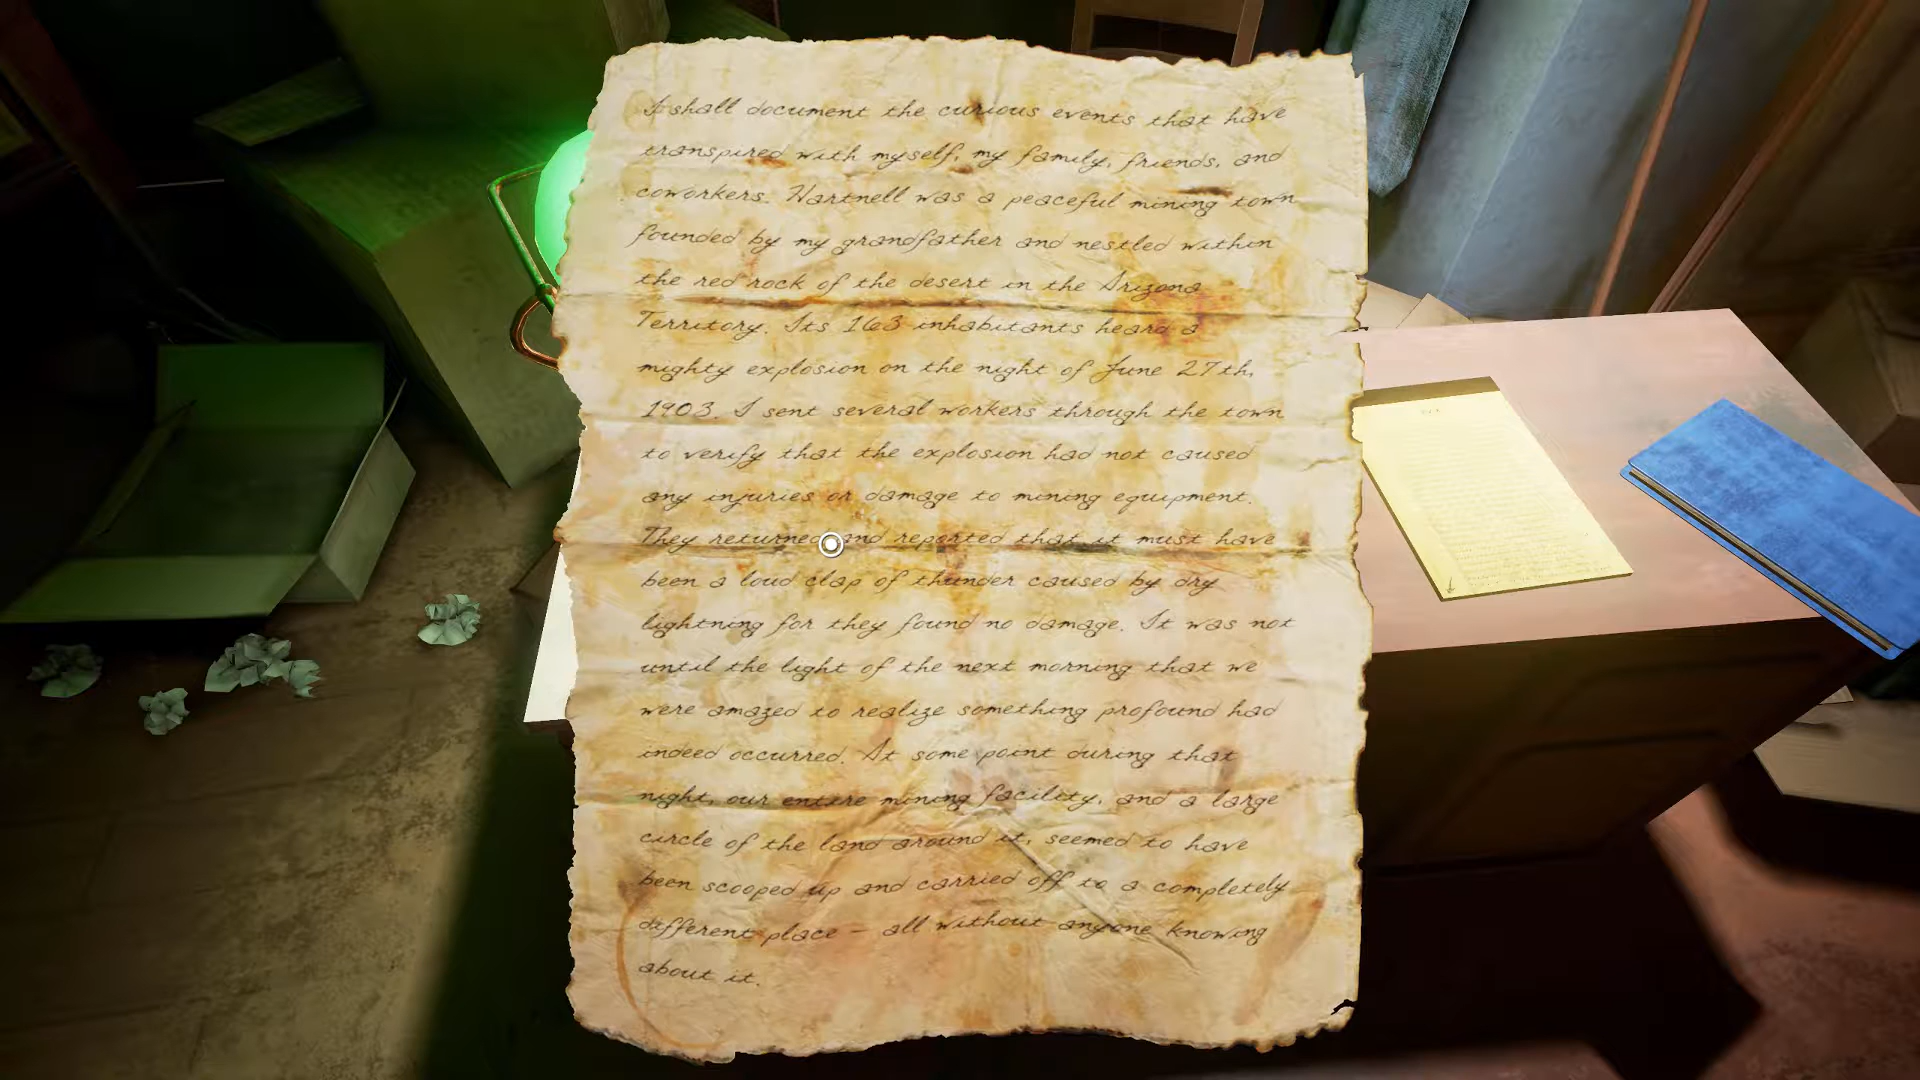 I shall document the curious events that have
transpired with myself, my family, friends, and
coworkers. Hartnell was a peaceful mining town
founded by my grandfather and nestled within
the red rock of the desert in the Arizona
Territory. Its 163 inhabitants heard a
mighty explosion on the night of June 27th,
1903. I sent several workers through the town
to verify that the explosion had not caused
any injuries or damage to mining equipment.
They returned and reported that it must have
been a loud clap of thunder caused by dry
lightning for they found no damage. It was not
until the light of the next morning that we
were amazed to realize something profound had
indeed occurred. At some point during that
night, our entire mining facility, and a large
circle of the land around it, seemed to have
been scooped up and carried off to a completely
different place - all without anyone knowing
about it.